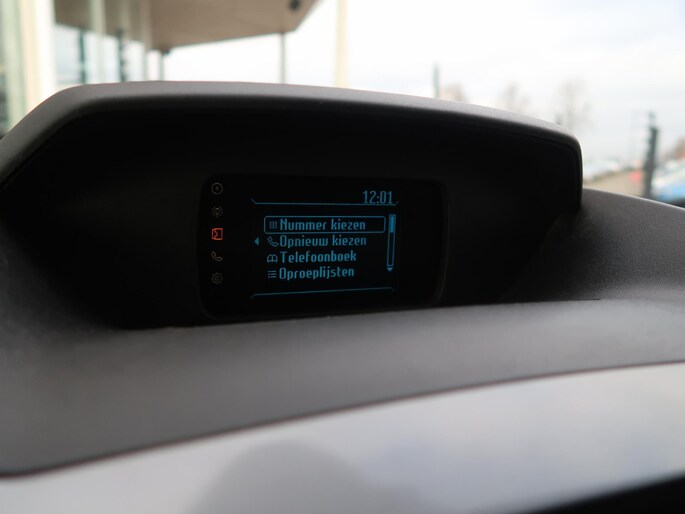 12:01
Nummer kiezen
Opnieuw kiezen
Telefoonboek
Oproeplijsten